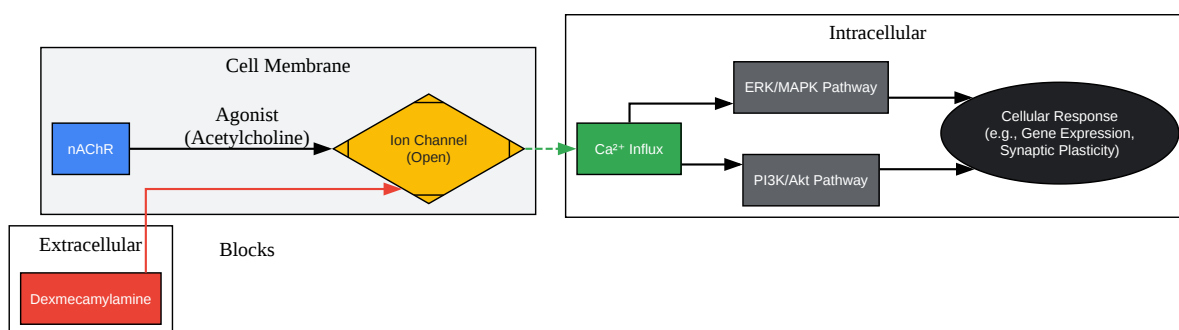 Intracellular
Cell Membrane
ERK/MAPK Pathway
Agonist
(Acetylcholine)
Cellular Response
(e.g., Gene Expression,
Synaptic Plasticity)
nAChR
Ion Channel
(Open)
Ca²⁺ Influx
PI3K/Akt Pathway
Extracellular
Blocks
Dexmecamylamine